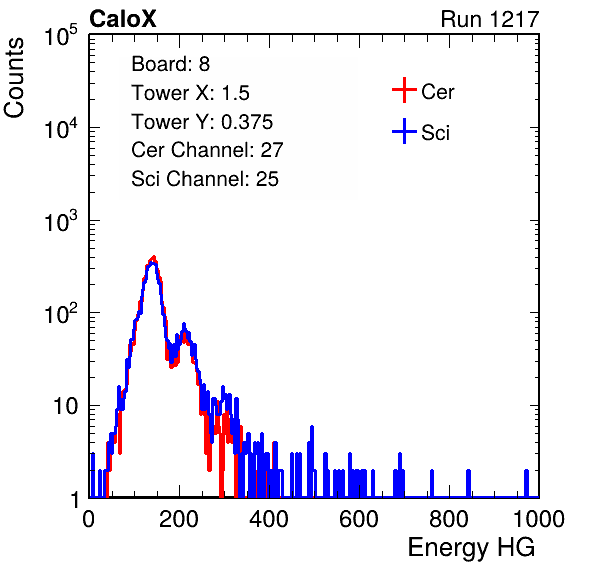 CaloX Run 1217
Counts
Board: 8
Tower X: 1.5
Tower Y: 0.375
Cer Channel: 27
Sci Channel: 25
Cer
Sci
10^5
10^4
10^3
10^2
10
1
0 200 400 600 800 1000
Energy HG